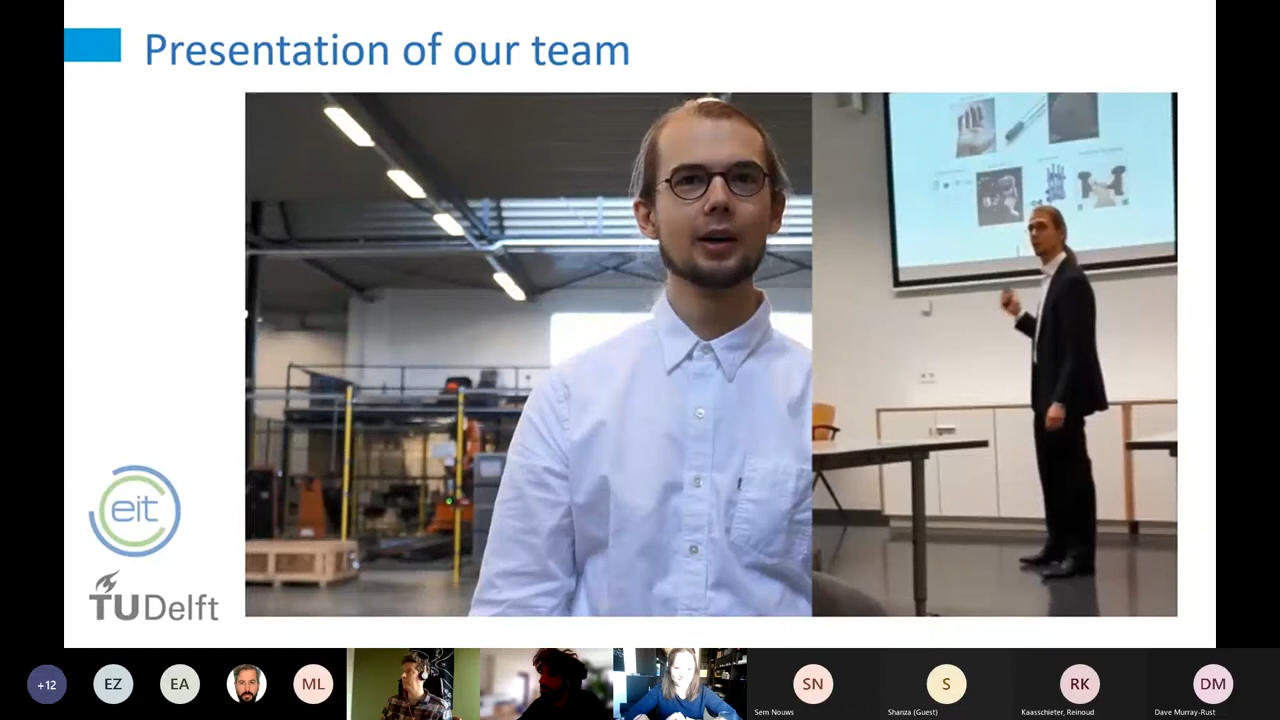 Presentation of our team
eit
TU Delft
+12
EZ
EA
ML
SN
S
RK
DM
Sem Nouws
Shanza (Guest)
Kaasschieter, Reinoud
Dave Murray-Rust